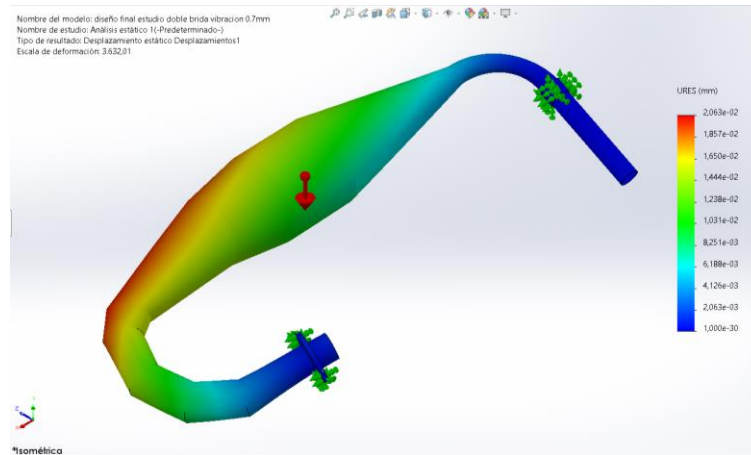 Nombre del modelo: diseño final estudio doble brida vibracion 0.7mm
Nombre de estudio: Análisis estático 1(-Predeterminado-)
Tipo de resultado: Desplazamiento estático Desplazamientos1
Escala de deformación: 3.632,01
URES (mm)
2,063e-02
1,857e-02
1,650e-02
1,444e-02
1,238e-02
1,031e-02
8,251e-03
6,188e-03
4,126e-03
2,063e-03
1,000e-30
*Isométrica